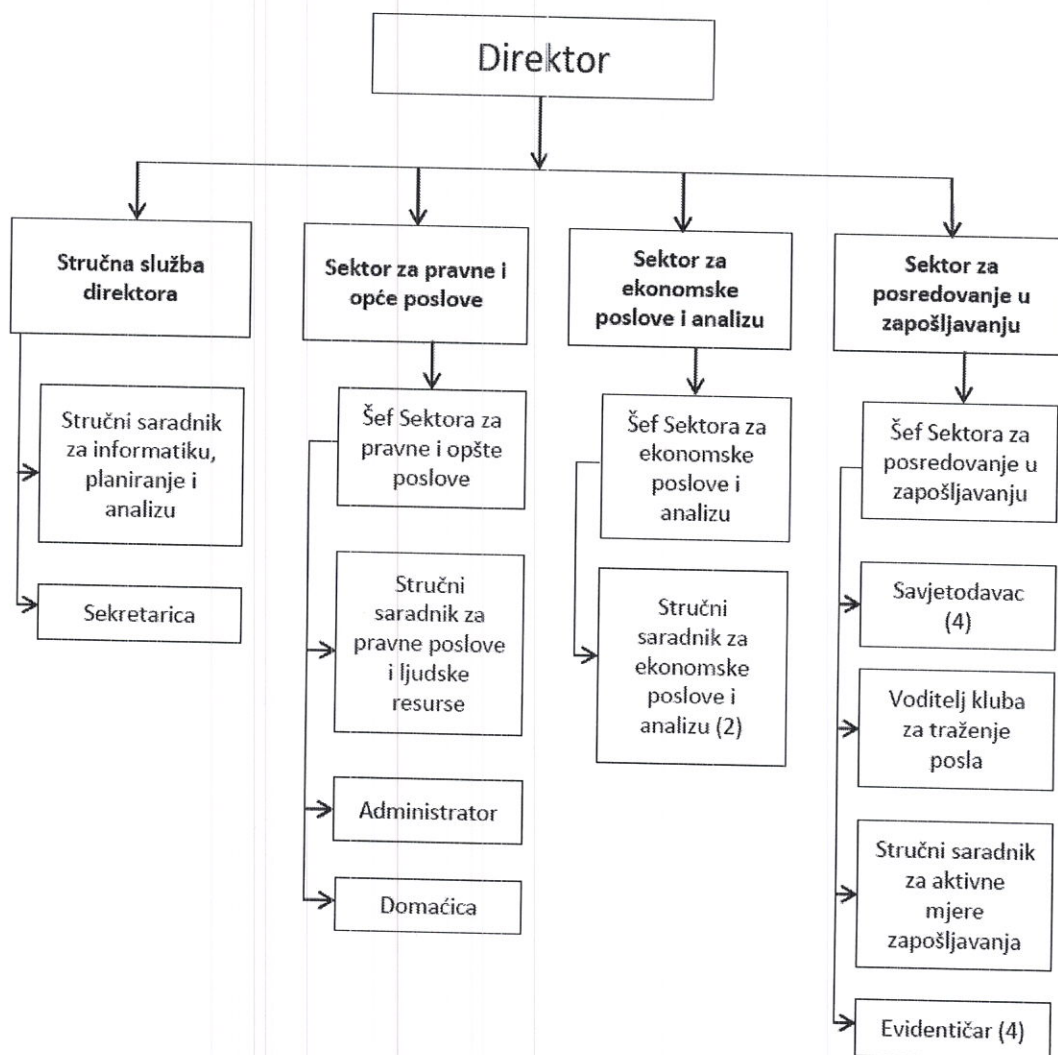 Direktor
Stručna služba
direktora
Stručni saradnik
za informatiku,
planiranje i
analizu
Sekretarica
Sektor za pravne i
opće poslove
Šef Sektora za
pravne i opšte
poslove
Stručni
saradnik za
pravne poslove
i ljudske
resurse
Administrator
Domaćica
Sektor za
ekonomske
poslove i analizu
Šef Sektora za
ekonomske
poslove i
analizu
Stručni
saradnik za
ekonomske
poslove i
analizu (2)
Sektor za
posredovanje u
zapošljavanju
Šef Sektora za
posredovanje u
zapošljavanju
Savjetodavac
(4)
Voditelj kluba
za traženje
posla
Stručni saradnik
za aktivne
mjere
zapošljavanja
Evidentičar (4)